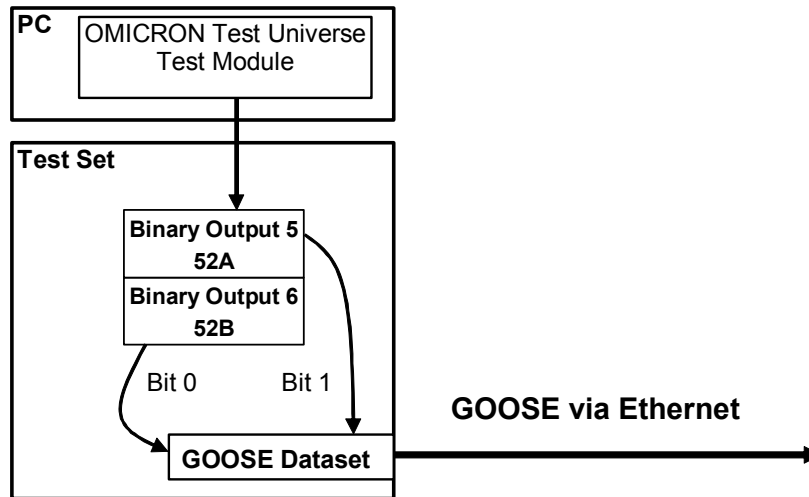 PC
OMICRON Test Universe
Test Module
Test Set
Binary Output 5
52A
Binary Output 6
52B
Bit 0
Bit 1
GOOSE via Ethernet
GOOSE Dataset